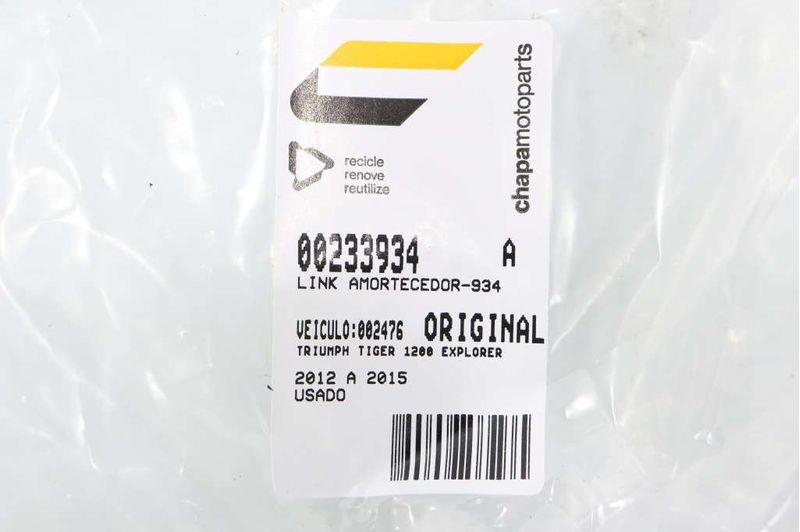 chapamotoparts
recicle
renove
reutilize
00233934 A
LINK AMORTECEDOR-934
VEICULO:002476 ORIGINAL
TRIUMPH TIGER 1200 EXPLORER
2012 A 2015
USADO